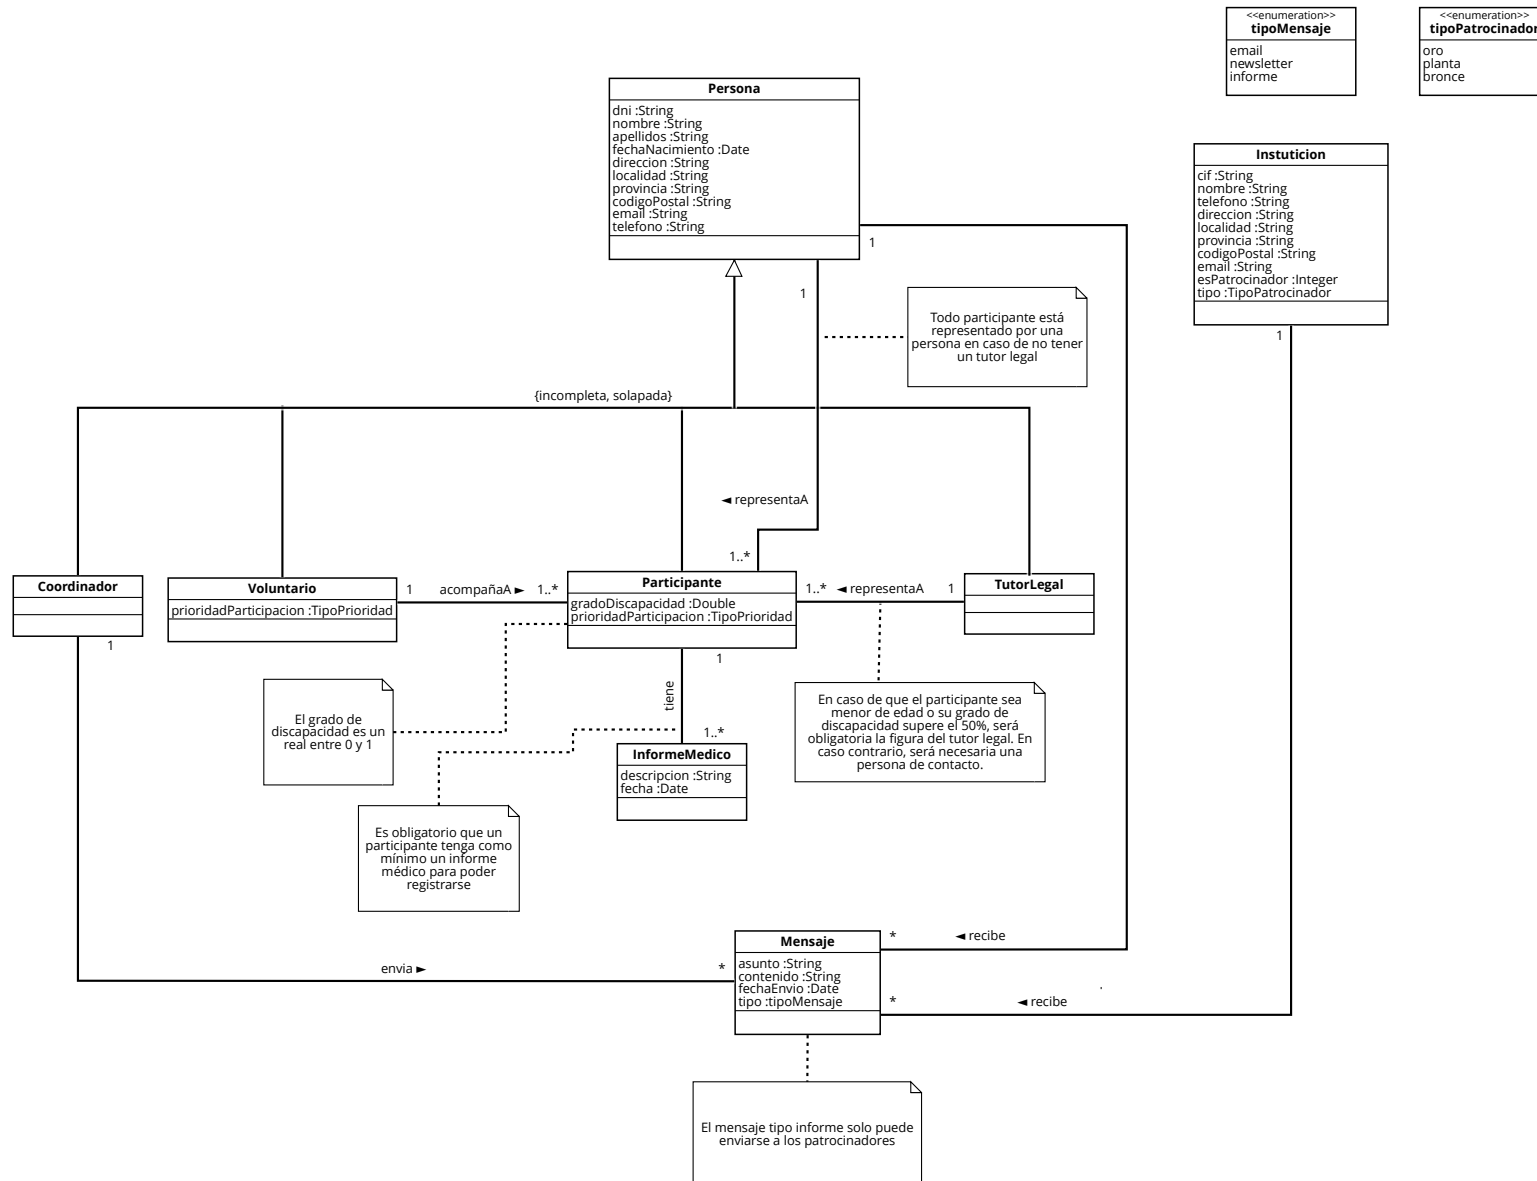 <<enumeration>>
tipoMensaje
email
newsletter
informe
<<enumeration>>
tipoPatrocinador
oro
planta
bronce
Persona
dni :String
nombre :String
apellidos :String
fechaNacimiento :Date
direccion :String
localidad :String
provincia :String
codigoPostal :String
email :String
telefono :String
1
1
Instuticion
cif :String
nombre :String
telefono :String
direccion :String
localidad :String
provincia :String
codigoPostal :String
email :String
esPatrocinador :Integer
tipo :TipoPatrocinador
1
Todo participante está
representado por una
persona en caso de no tener
un tutor legal
{incompleta, solapada}
◄ representaA
1..*
Coordinador
1
Voluntario
prioridadParticipacion :TipoPrioridad
1 acompañaA ► 1..*
Participante
gradoDiscapacidad :Double
prioridadParticipacion :TipoPrioridad
1..* ◄ representaA 1
TutorLegal
1
tiene
1..*
El grado de
discapacidad es un
real entre 0 y 1
En caso de que el participante sea
menor de edad o su grado de
discapacidad supere el 50%, será
obligatoria la figura del tutor legal. En
caso contrario, será necesaria una
persona de contacto.
InformeMedico
descripcion :String
fecha :Date
Es obligatorio que un
participante tenga como
mínimo un informe
médico para poder
registrarse
envia ► *
Mensaje
asunto :String
contenido :String
fechaEnvio :Date
tipo :tipoMensaje
* ◄ recibe
* ◄ recibe
El mensaje tipo informe solo puede
enviarse a los patrocinadores